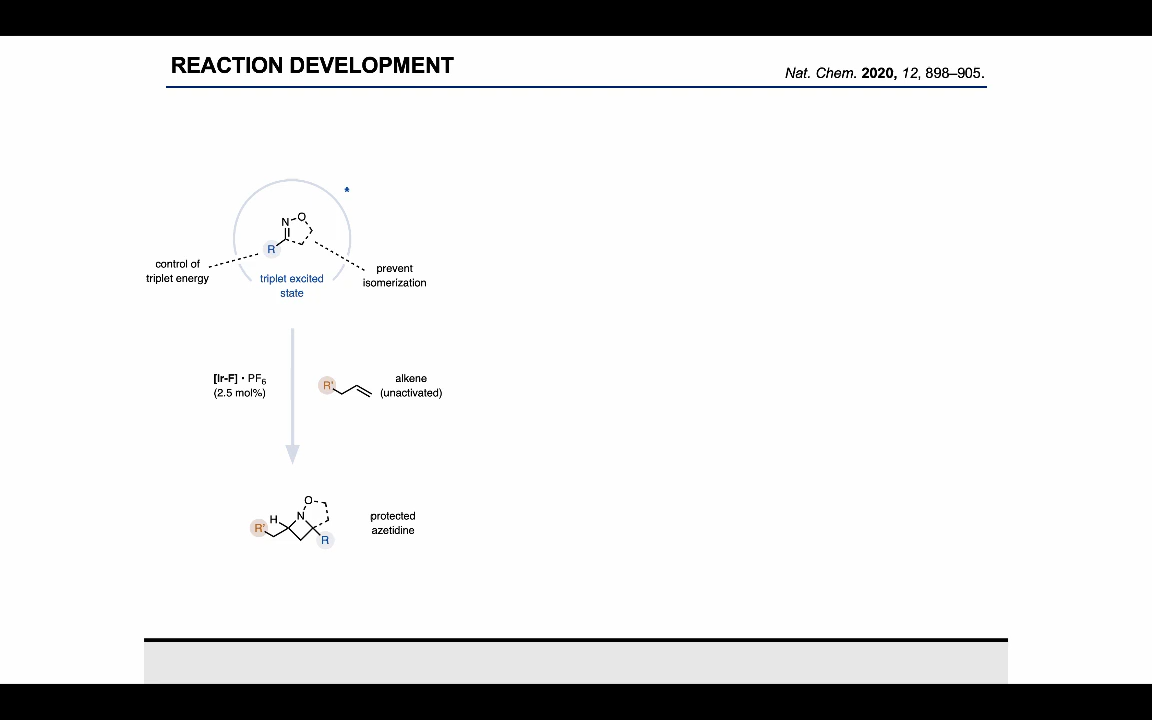 REACTION DEVELOPMENT
Nat. Chem. 2020, 12, 898–905.
*
N O
R
control of
triplet energy
triplet excited
state
prevent
isomerization
[Ir-F] · PF₆
(2.5 mol%)
R'
alkene
(unactivated)
O
H N
R'
R
protected
azetidine